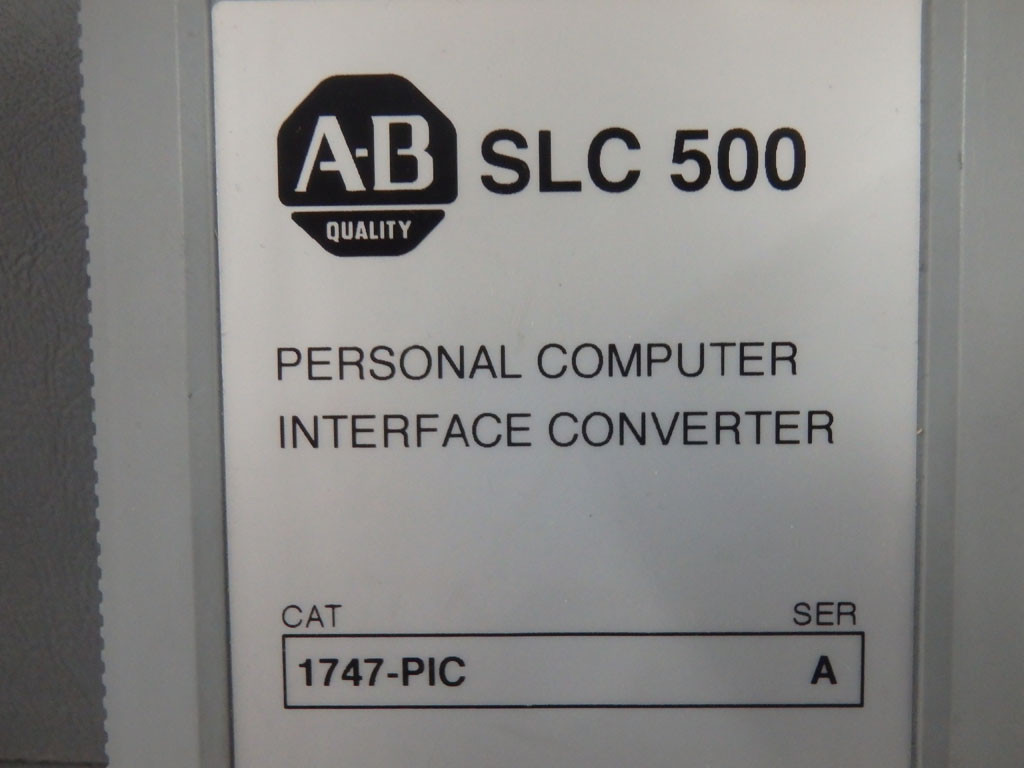 A-B SLC 500
QUALITY
PERSONAL COMPUTER
INTERFACE CONVERTER
CAT SER
1747-PIC A